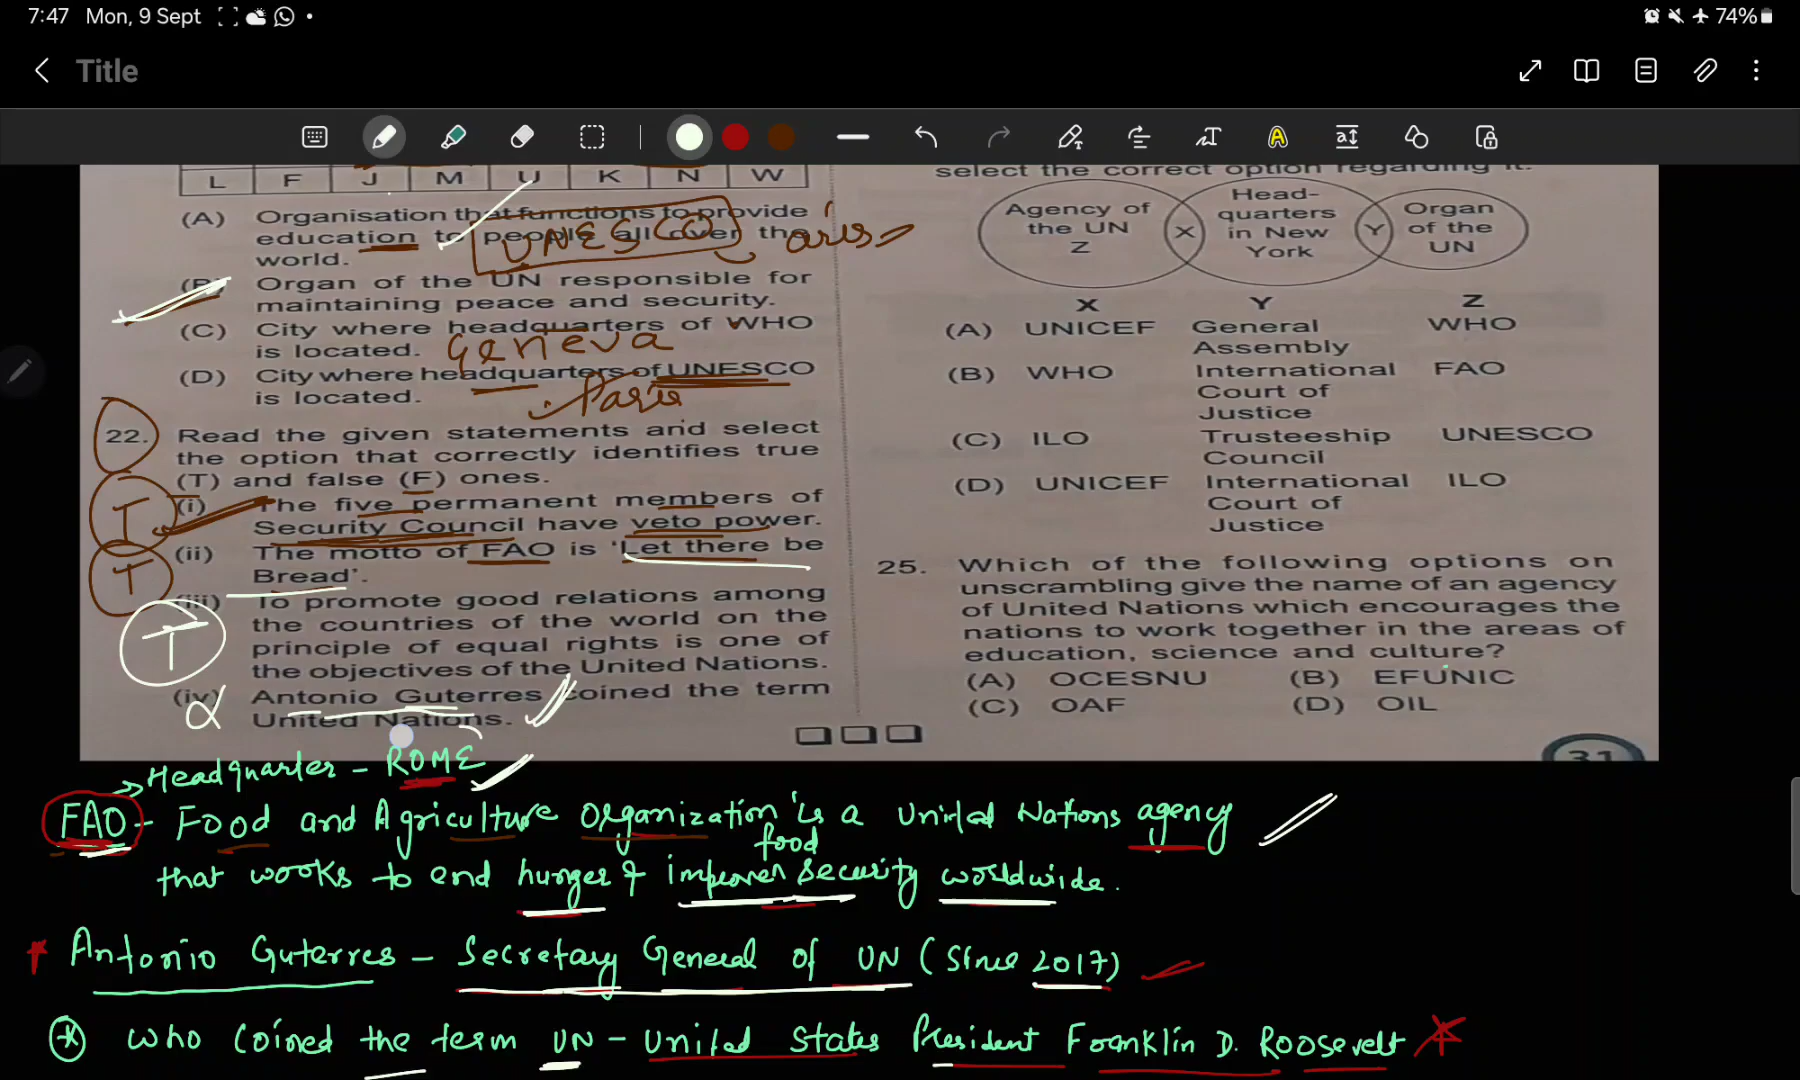 7:47 Mon, 9 Sept
74%
Title
select the correct option regarding it.
L F J M U K N W
(A) Organisation that functions to provide
education to people all over the
world.
UNESCO
aris
Organ of the UN responsible for
maintaining peace and security.
(C) City where headquarters of WHO
is located. Geneva
(D) City where headquarters of UNESCO
is located. Paris
22. Read the given statements and select
the option that correctly identifies true
(T) and false (F) ones.
T (i) The five permanent members of
Security Council have veto power.
T (ii) The motto of FAO is 'Let there be
Bread'.
T (iii) To promote good relations among
the countries of the world on the
principle of equal rights is one of
the objectives of the United Nations.
(iv) Antonio Guterres coined the term
United Nations.
Agency of
the UN
Z
X
Head-
quarters
in New
York
Y
Organ
of the
UN
X Y Z
(A) UNICEF General WHO
Assembly
(B) WHO International FAO
Court of
Justice
(C) ILO Trusteeship UNESCO
Council
(D) UNICEF International ILO
Court of
Justice
25. Which of the following options on
unscrambling give the name of an agency
of United Nations which encourages the
nations to work together in the areas of
education, science and culture?
(A) OCESNU (B) EFUNIC
(C) OAF (D) OIL
31
Headquarter - ROME
FAO - Food and Agriculture Organization is a United Nations agency
food
that works to end hunger & improven security worldwide.
Antonio Guterres - Secretary General of UN (Since 2017)
Who coined the term UN - United States President Franklin D. Roosevelt